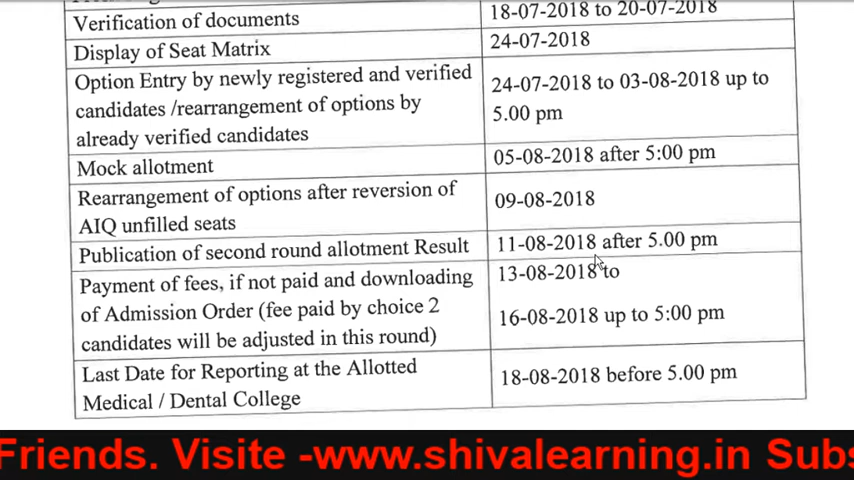 Verification of documents
18-07-2018 to 20-07-2018
Display of Seat Matrix
24-07-2018
Option Entry by newly registered and verified
candidates /rearrangement of options by
already verified candidates
24-07-2018 to 03-08-2018 up to
5.00 pm
Mock allotment
05-08-2018 after 5:00 pm
Rearrangement of options after reversion of
AIQ unfilled seats
09-08-2018
Publication of second round allotment Result
11-08-2018 after 5.00 pm
Payment of fees, if not paid and downloading
of Admission Order (fee paid by choice 2
candidates will be adjusted in this round)
13-08-2018 to
16-08-2018 up to 5:00 pm
Last Date for Reporting at the Allotted
Medical / Dental College
18-08-2018 before 5.00 pm
Friends. Visite -www.shivalearning.in Subs